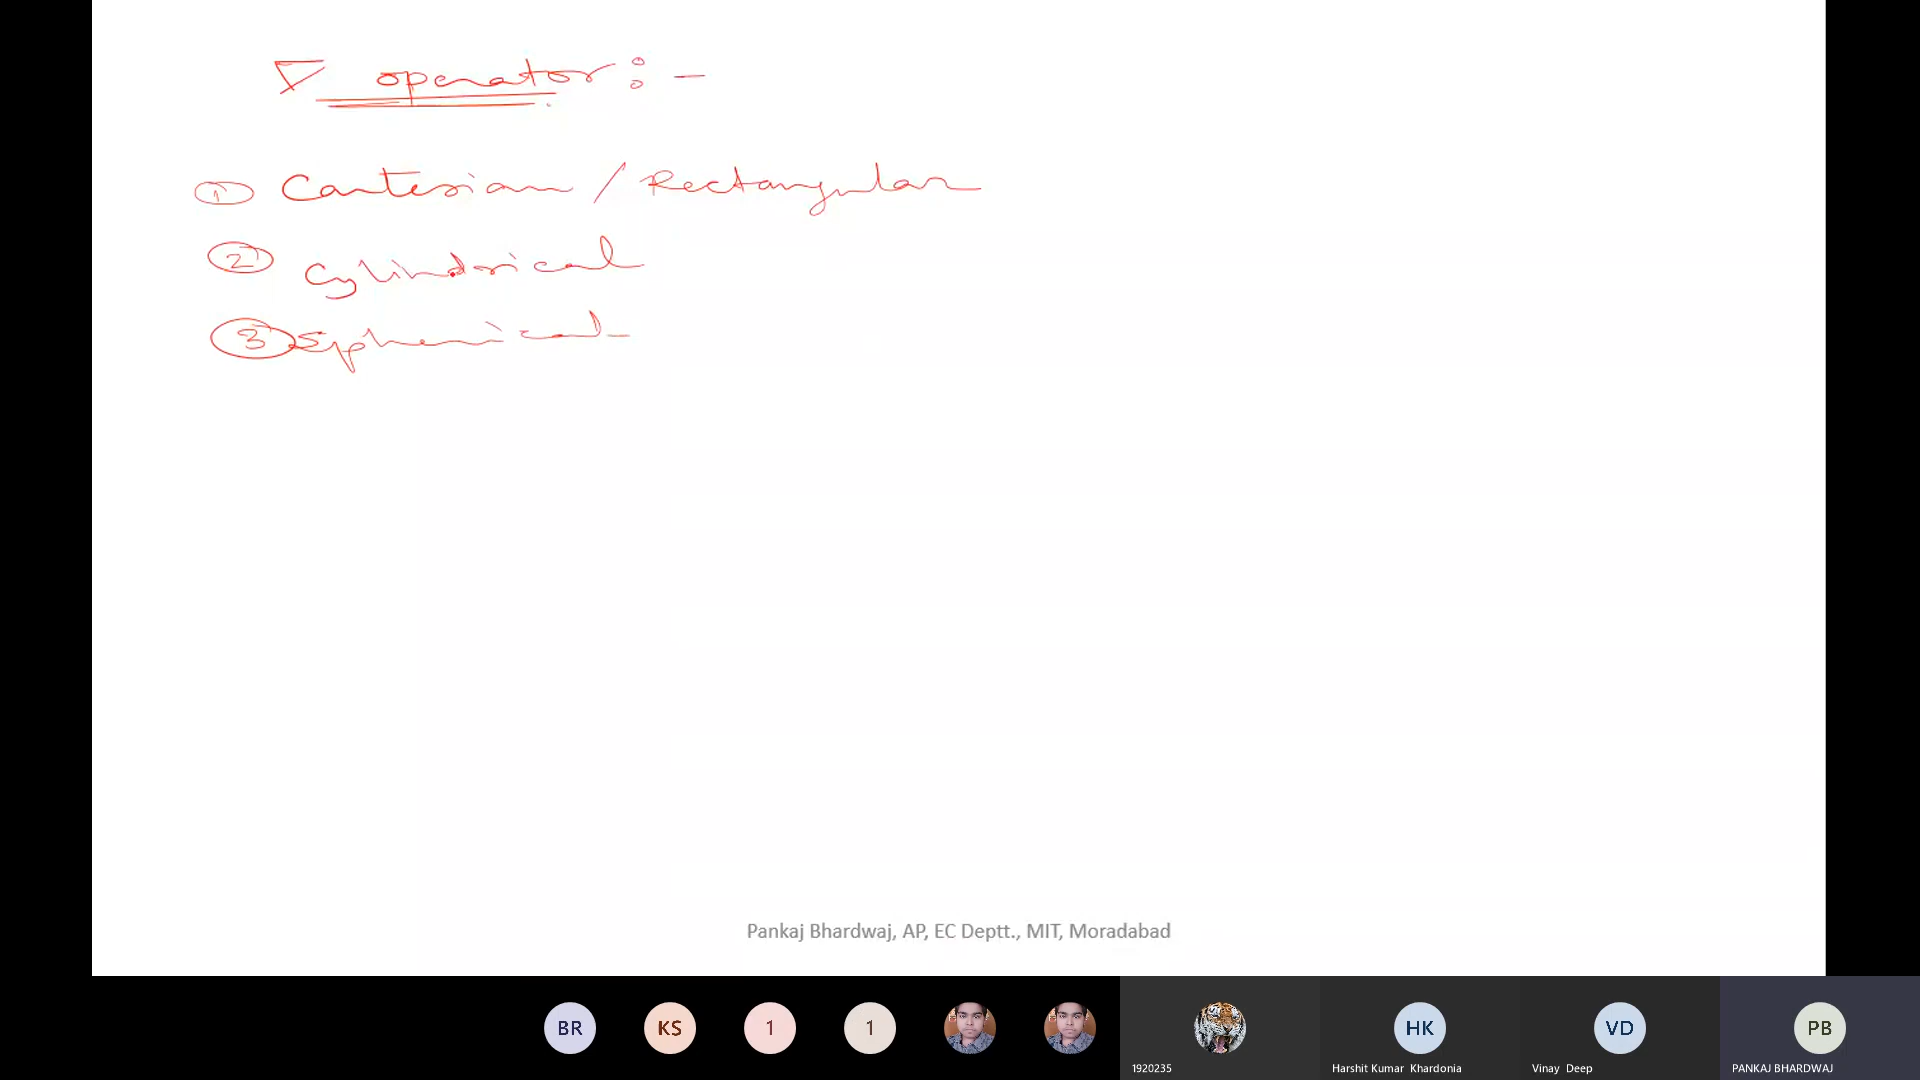 ∇ operator :-
① Cartesian / Rectangular
② Cylindrical
③ Spherical-
Pankaj Bhardwaj, AP, EC Deptt., MIT, Moradabad
BR KS 1 1 HK VD PB
1920235 Harshit Kumar Khardonia Vinay Deep PANKAJ BHARDWAJ